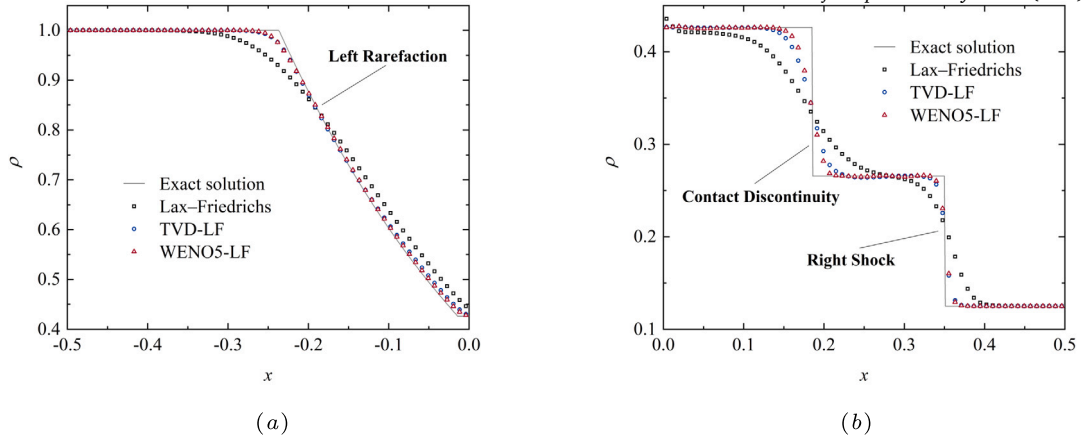 1.0
0.9
0.8
0.7
0.6
0.5
0.4
ρ
Left Rarefaction
Exact solution
Lax–Friedrichs
TVD-LF
WENO5-LF
-0.5 -0.4 -0.3 -0.2 -0.1 0.0
x
(a)
0.4
0.3
0.2
0.1
ρ
Exact solution
Lax–Friedrichs
TVD-LF
WENO5-LF
Contact Discontinuity
Right Shock
0.0 0.1 0.2 0.3 0.4 0.5
x
(b)